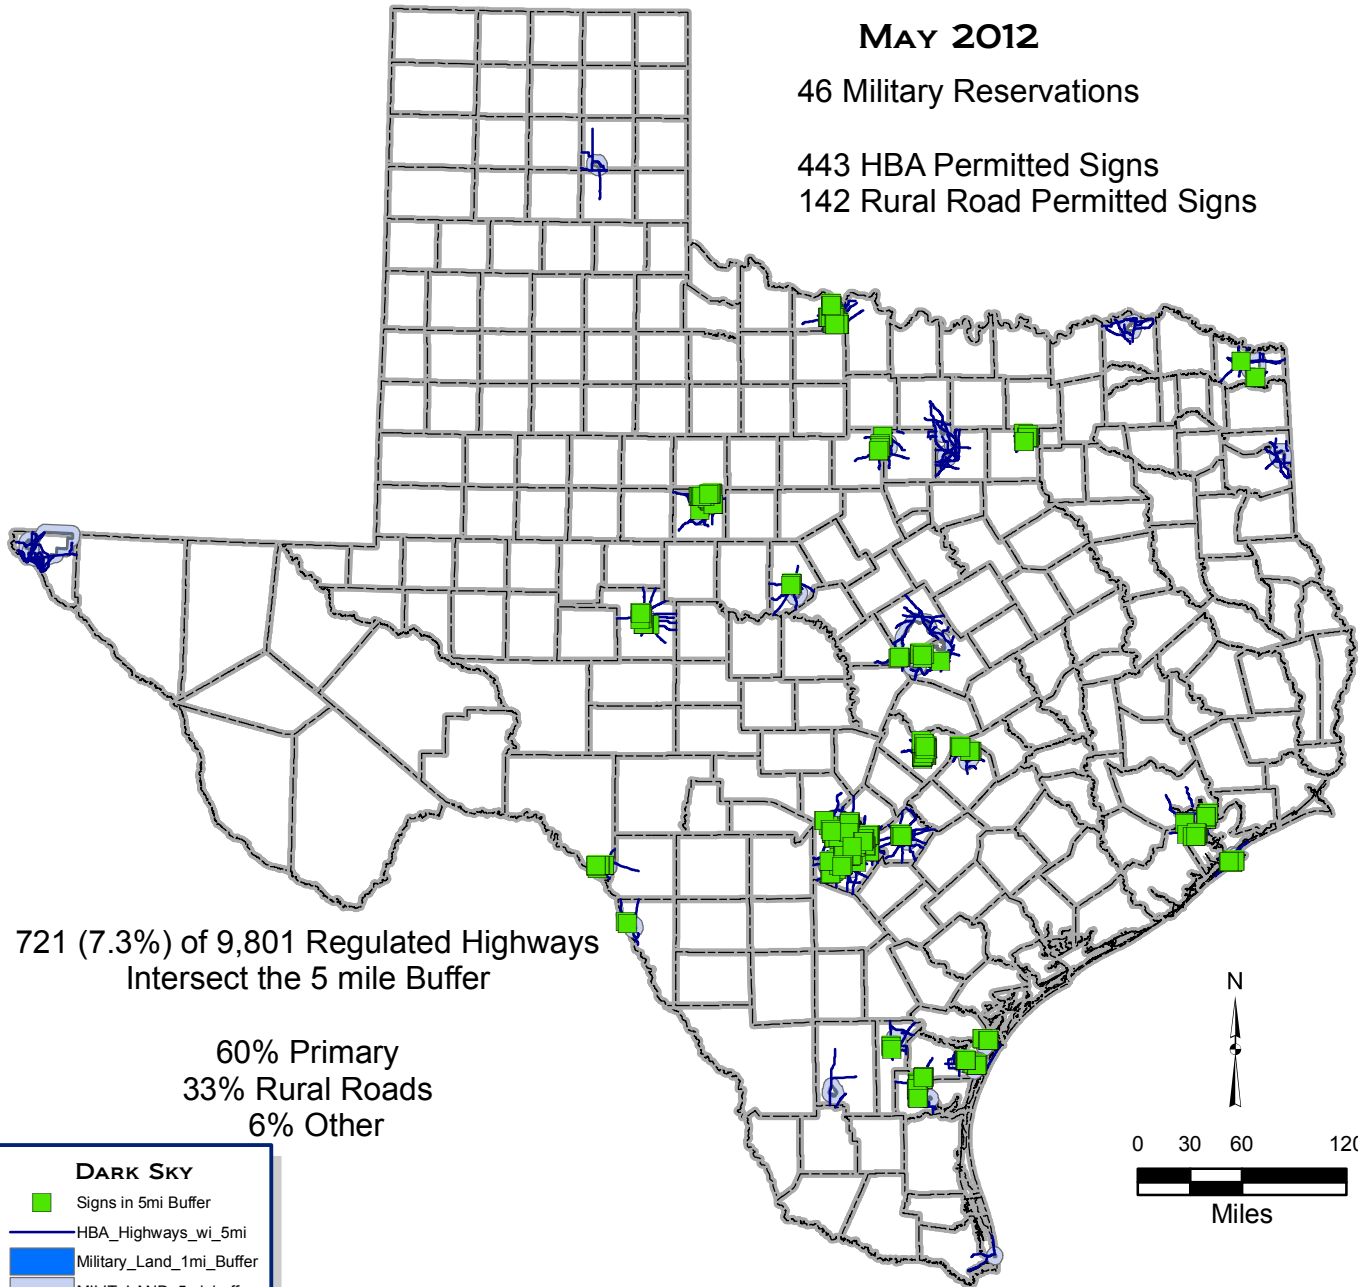 MAY 2012
46 Military Reservations
443 HBA Permitted Signs
142 Rural Road Permitted Signs
721 (7.3%) of 9,801 Regulated Highways
Intersect the 5 mile Buffer
60% Primary
33% Rural Roads
6% Other
N
0 30 60 120
Miles
DARK SKY
Signs in 5mi Buffer
HBA_Highways_wi_5mi
Military_Land_1mi_Buffer